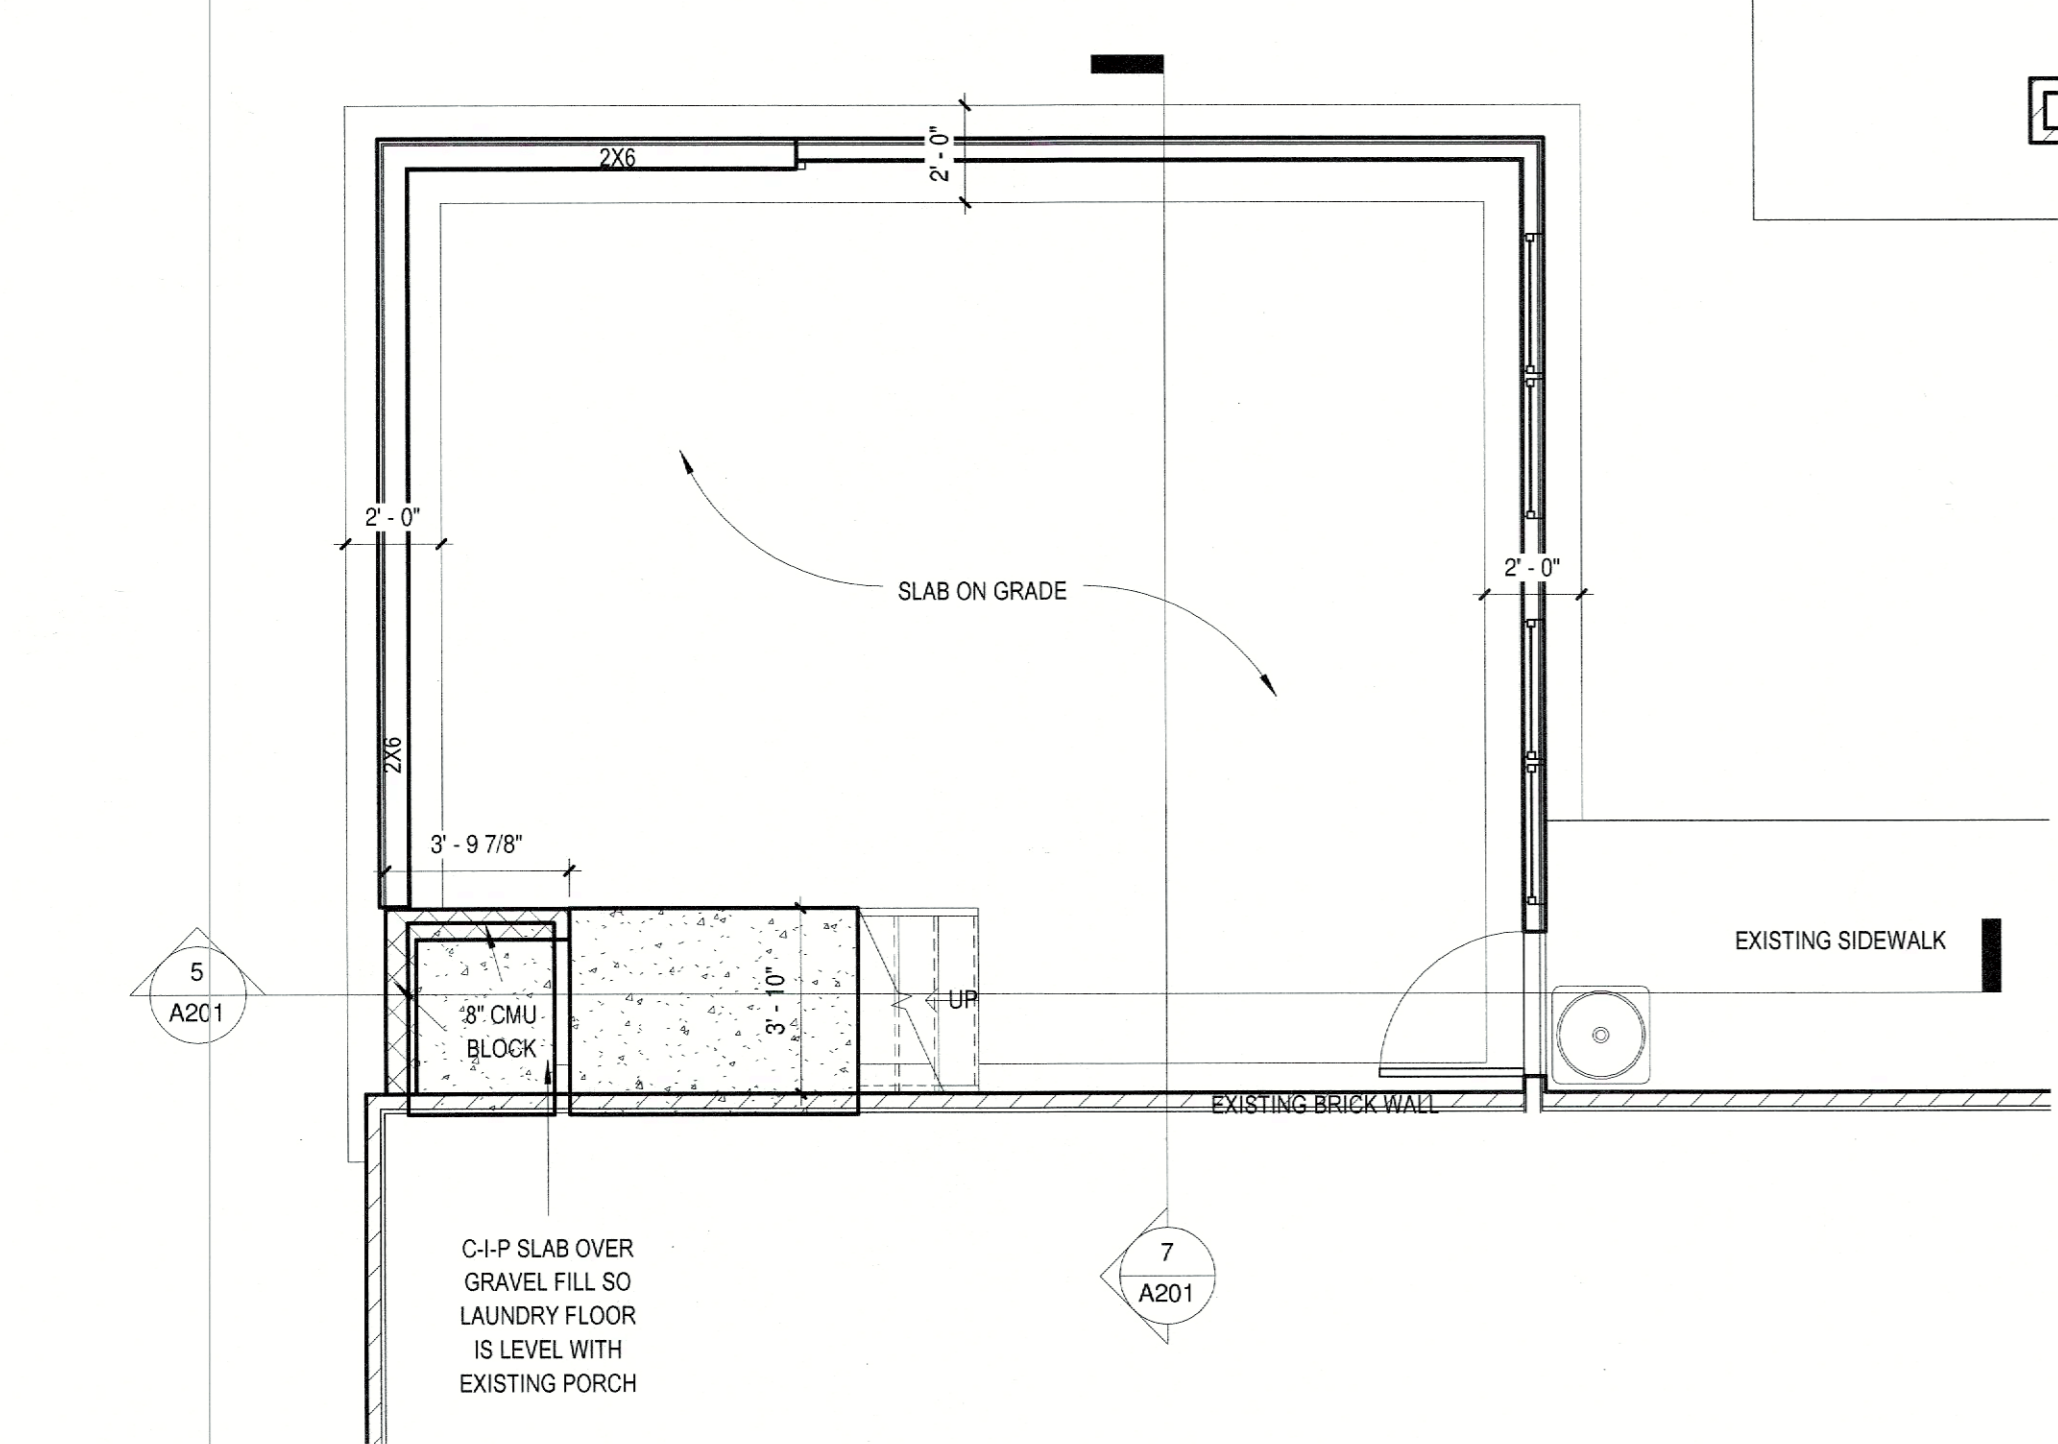 2X6
2' - 0"
2' - 0"
2' - 0"
SLAB ON GRADE
2X6
3' - 9 7/8"
EXISTING SIDEWALK
5
A201
8" CMU
BLOCK
3' - 10"
UP
EXISTING BRICK WALL
C-I-P SLAB OVER
GRAVEL FILL SO
LAUNDRY FLOOR
IS LEVEL WITH
EXISTING PORCH
7
A201